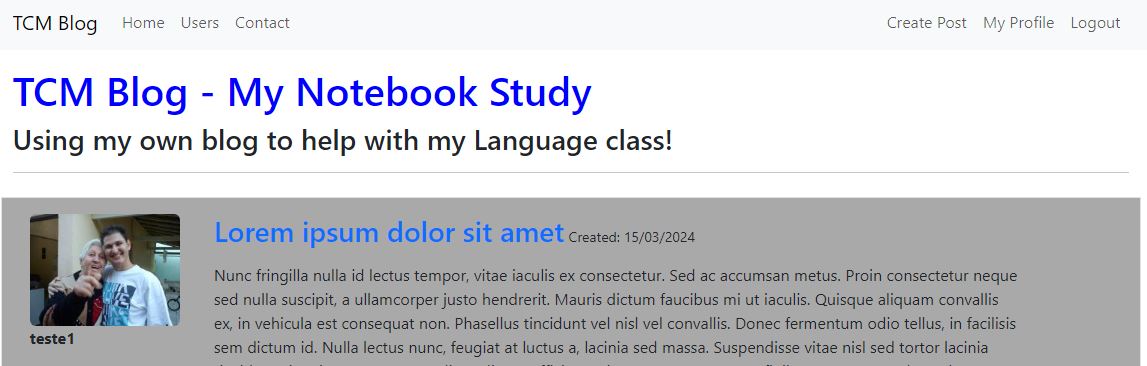 TCM Blog Home Users Contact Create Post My Profile Logout
TCM Blog - My Notebook Study
Using my own blog to help with my Language class!
Lorem ipsum dolor sit amet Created: 15/03/2024
Nunc fringilla nulla id lectus tempor, vitae iaculis ex consectetur. Sed ac accumsan metus. Proin consectetur neque
sed nulla suscipit, a ullamcorper justo hendrerit. Mauris dictum faucibus mi ut iaculis. Quisque aliquam convallis
ex, in vehicula est consequat non. Phasellus tincidunt vel nisl vel convallis. Donec fermentum odio tellus, in facilisis
sem dictum id. Nulla lectus nunc, feugiat at luctus a, lacinia sed massa. Suspendisse vitae nisl sed tortor lacinia
teste1